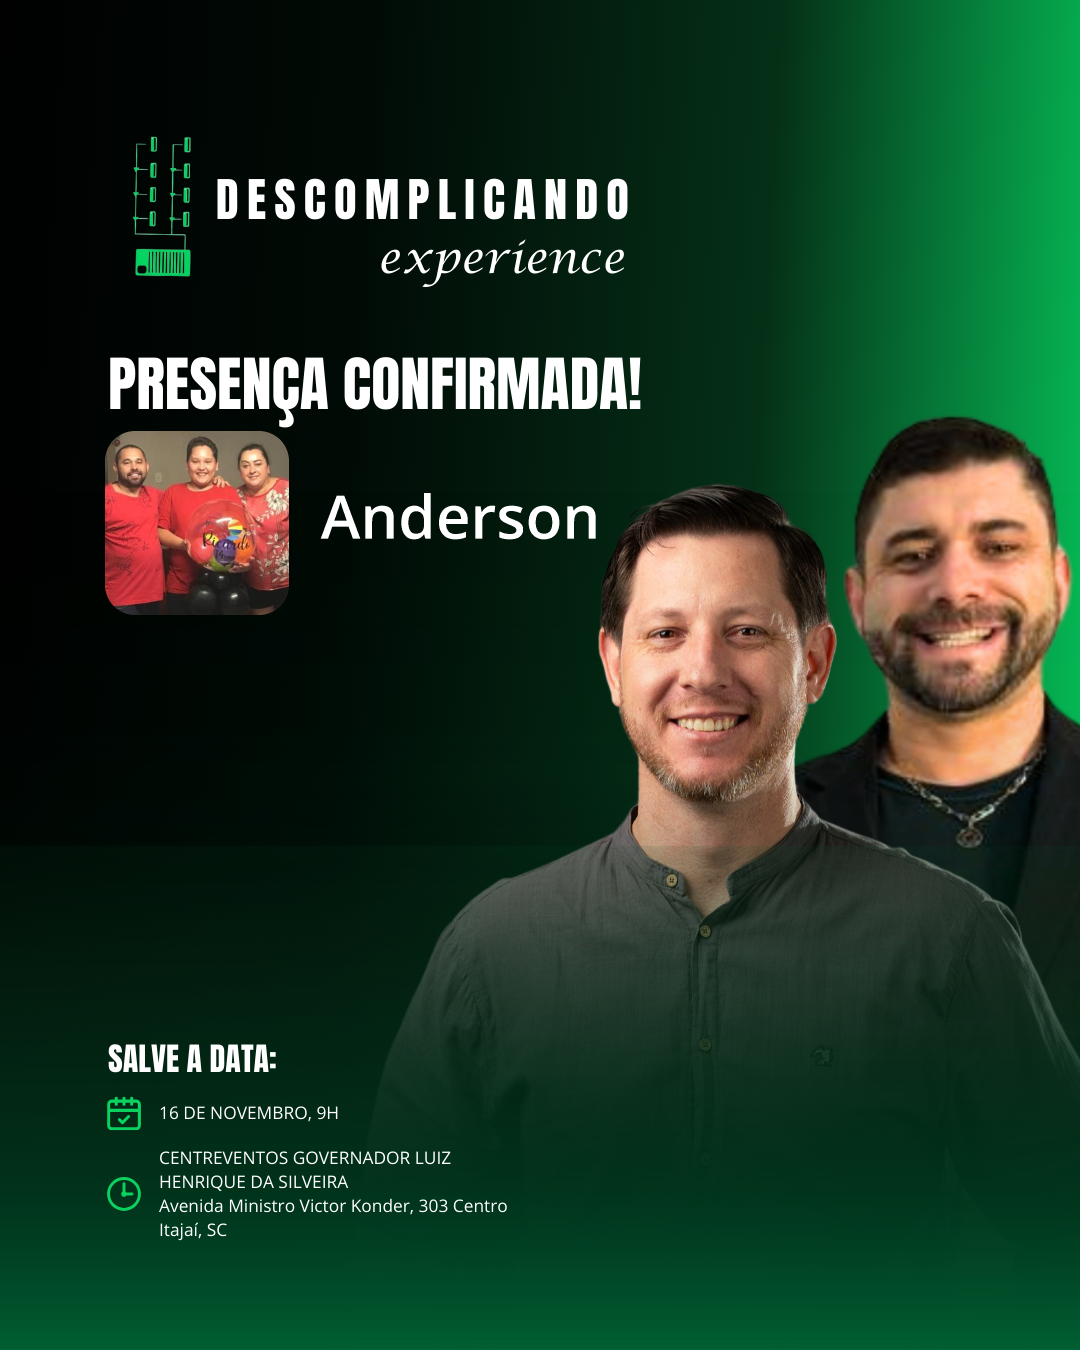 DESCOMPLICANDO
experience
PRESENÇA CONFIRMADA!
Ricardo
Anderson
SALVE A DATA:
16 DE NOVEMBRO, 9H
CENTREVENTOS GOVERNADOR LUIZ
HENRIQUE DA SILVEIRA
Avenida Ministro Victor Konder, 303 Centro
Itajaí, SC